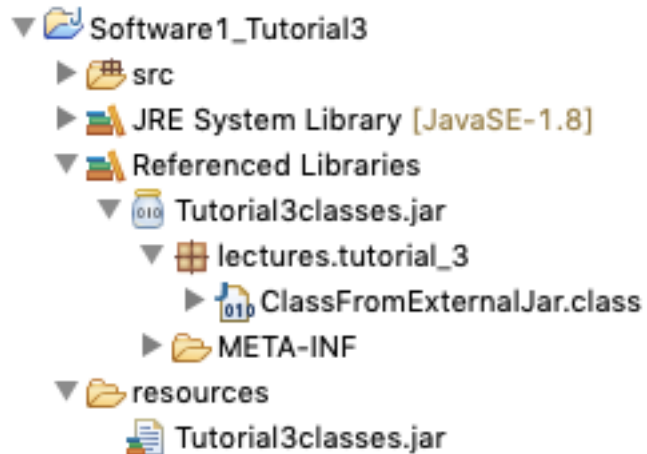 Software1_Tutorial3
src
JRE System Library [JavaSE-1.8]
Referenced Libraries
Tutorial3classes.jar
lectures.tutorial_3
ClassFromExternalJar.class
META-INF
resources
Tutorial3classes.jar